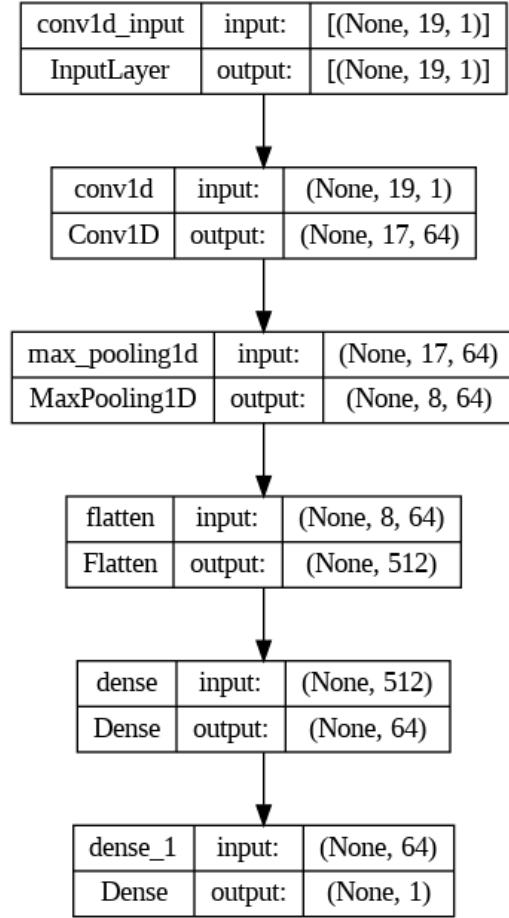 conv1d_input input: [(None, 19, 1)]
InputLayer output: [(None, 19, 1)]
conv1d input: (None, 19, 1)
Conv1D output: (None, 17, 64)
max_pooling1d input: (None, 17, 64)
MaxPooling1D output: (None, 8, 64)
flatten input: (None, 8, 64)
Flatten output: (None, 512)
dense input: (None, 512)
Dense output: (None, 64)
dense_1 input: (None, 64)
Dense output: (None, 1)